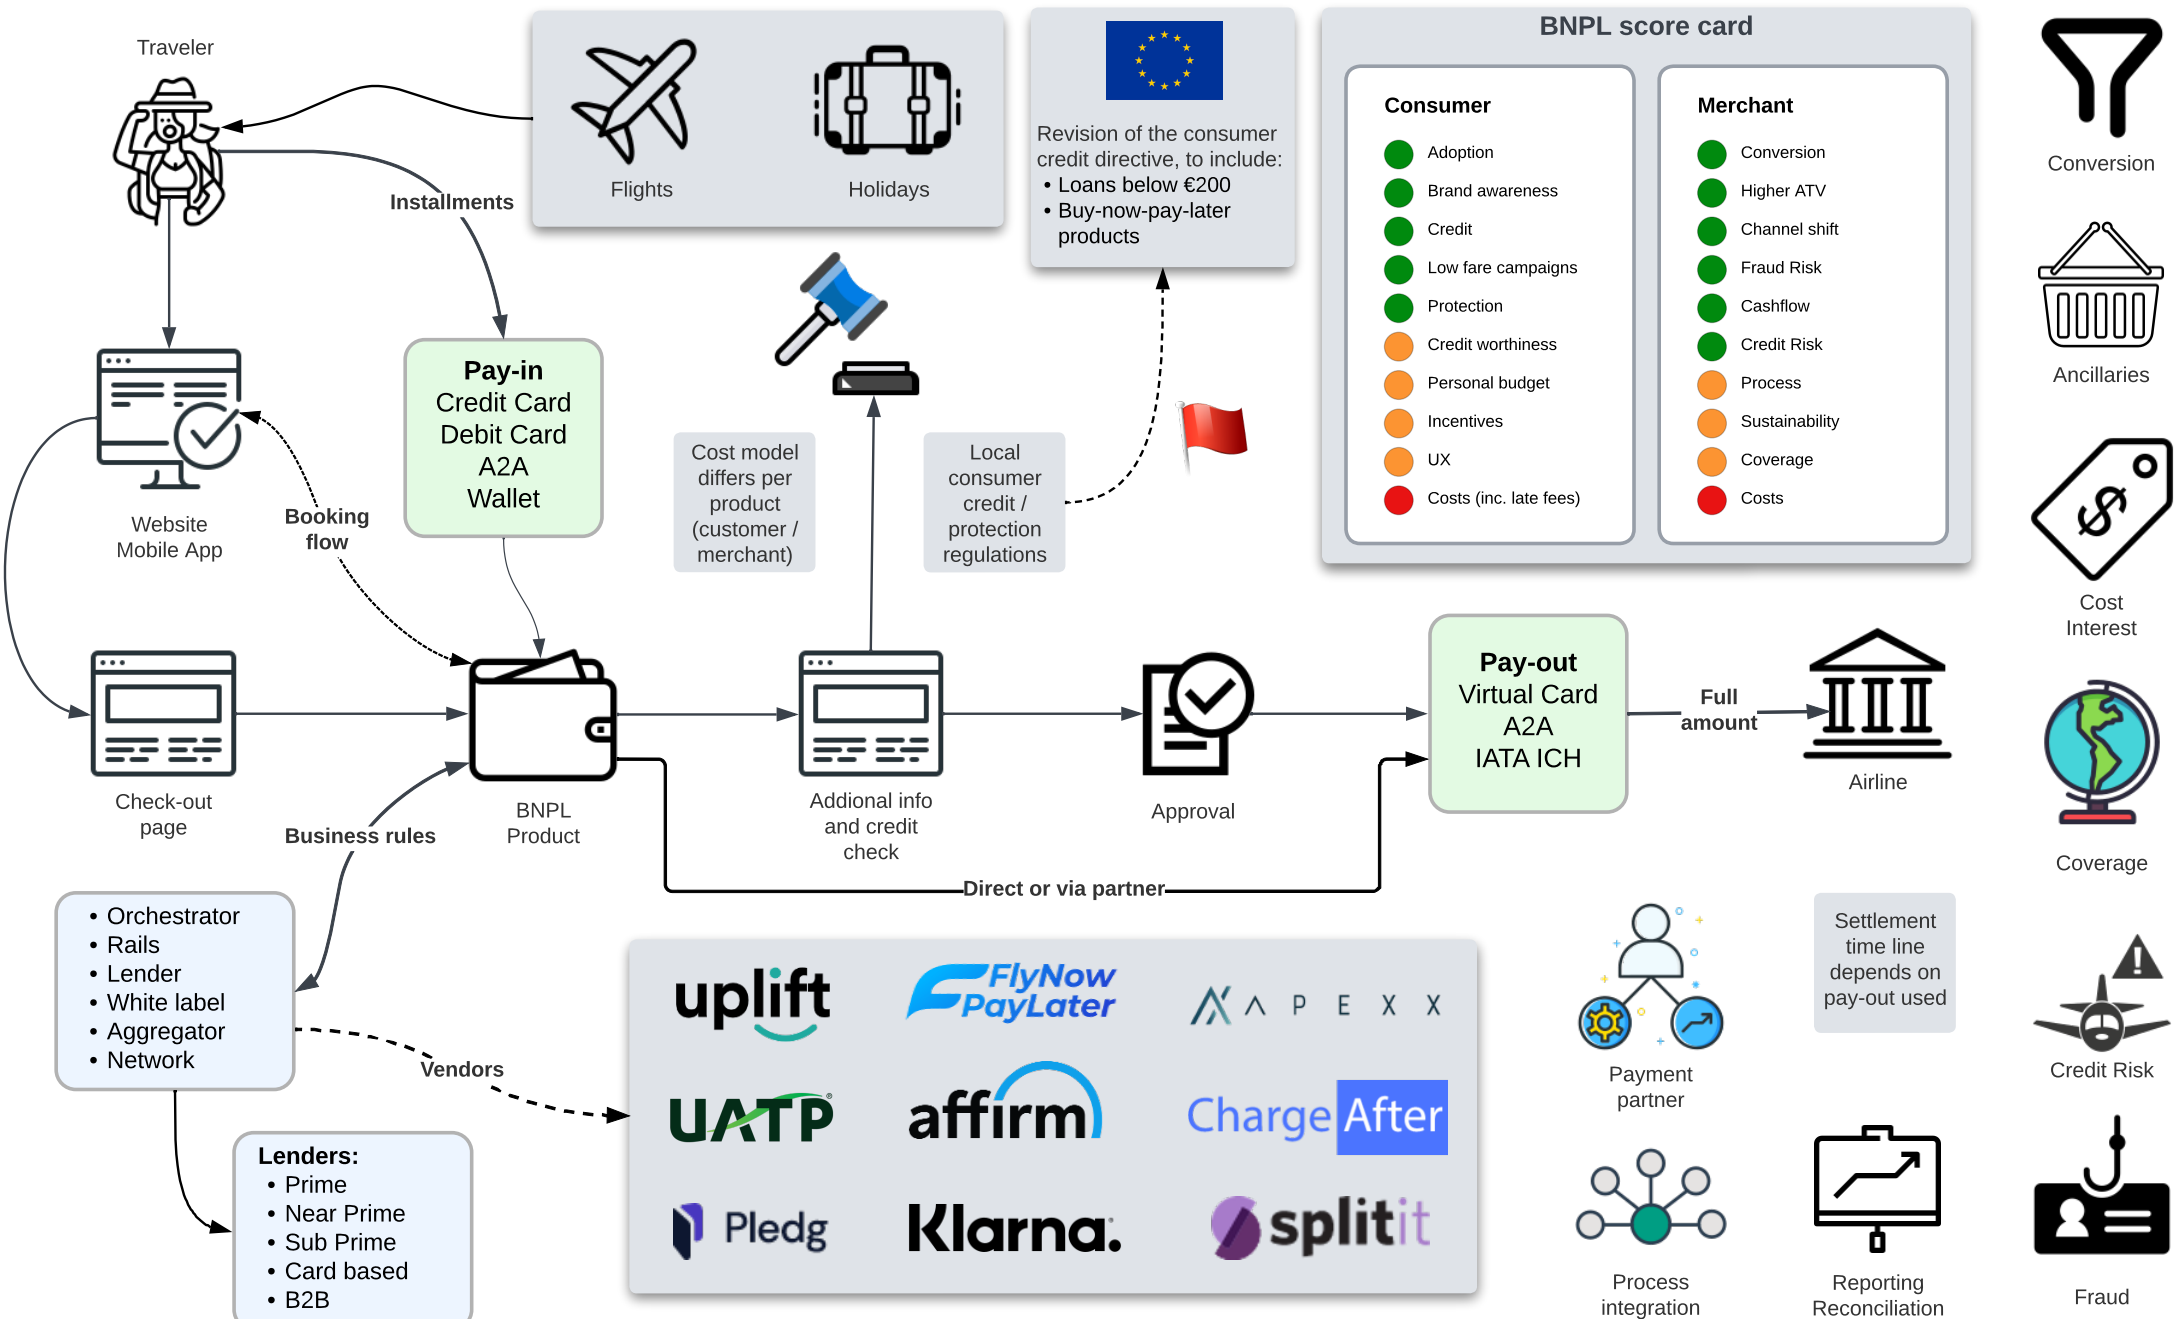 Traveler
Flights
Holidays
Revision of the consumer
credit directive, to include:
• Loans below €200
• Buy-now-pay-later
products
BNPL score card
Consumer
Adoption
Brand awareness
Credit
Low fare campaigns
Protection
Credit worthiness
Personal budget
Incentives
UX
Costs (inc. late fees)
Merchant
Conversion
Higher ATV
Channel shift
Fraud Risk
Cashflow
Credit Risk
Process
Sustainability
Coverage
Costs
Conversion
Ancillaries
Cost
Interest
Coverage
Credit Risk
Fraud
Installments
Pay-in
Credit Card
Debit Card
A2A
Wallet
Website
Mobile App
Booking
flow
Cost model
differs per
product
(customer /
merchant)
Local
consumer
credit /
protection
regulations
Check-out
page
BNPL
Product
Addional info
and credit
check
Approval
Pay-out
Virtual Card
A2A
IATA ICH
Full
amount
Airline
Business rules
Direct or via partner
• Orchestrator
• Rails
• Lender
• White label
• Aggregator
• Network
Vendors
Lenders:
• Prime
• Near Prime
• Sub Prime
• Card based
• B2B
uplift
FlyNow
PayLater
APEXX
UATP®
affirm
ChargeAfter
Pledg
Klarna.
splitit
Payment
partner
Settlement
time line
depends on
pay-out used
Process
integration
Reporting
Reconciliation